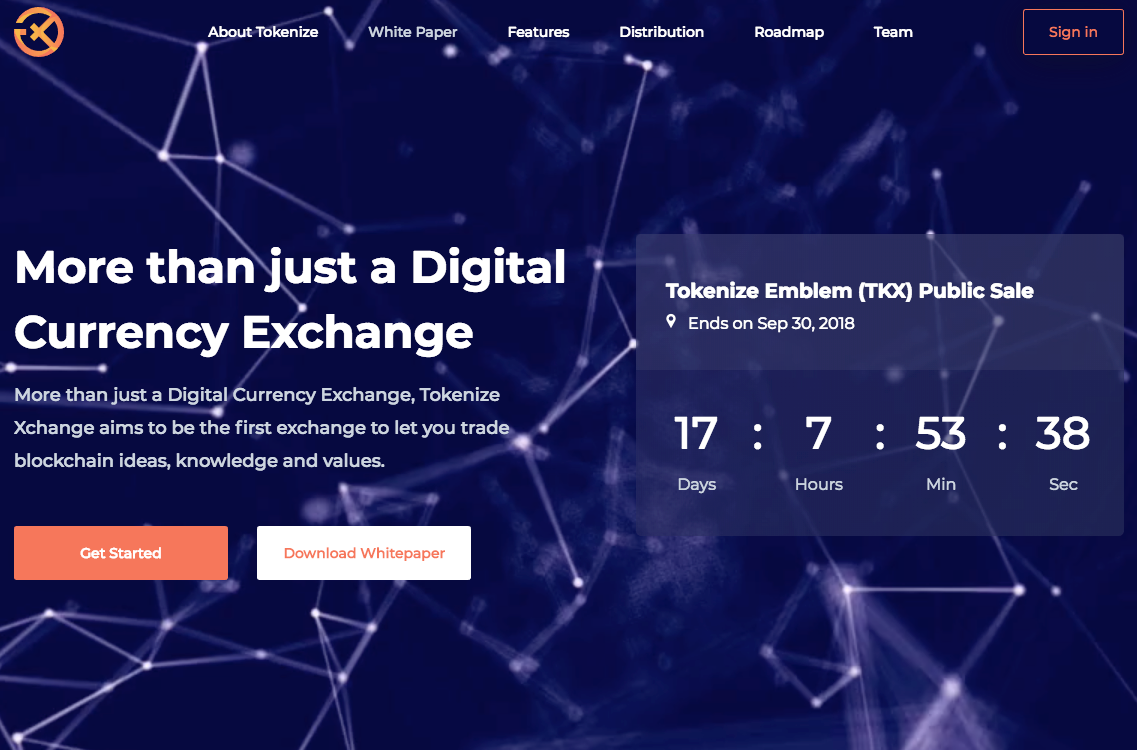 About Tokenize
White Paper
Features
Distribution
Roadmap
Team
Sign in
More than just a Digital
Currency Exchange
More than just a Digital Currency Exchange, Tokenize
Xchange aims to be the first exchange to let you trade
blockchain ideas, knowledge and values.
Get Started
Download Whitepaper
Tokenize Emblem (TKX) Public Sale
Ends on Sep 30, 2018
17 : 7 : 53 : 38
Days Hours Min Sec